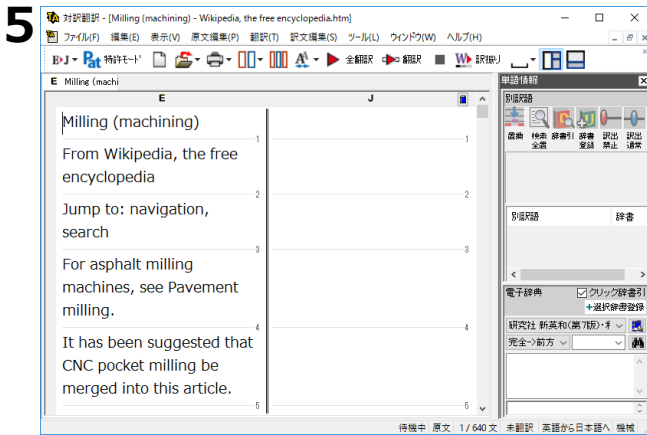 5
対訳翻訳 - [Milling (machining) - Wikipedia, the free encyclopedia.htm]
ファイル(F) 編集(E) 表示(V) 原文編集(P) 翻訳(T) 訳文編集(S) ツール(L) ウィンドウ(W) ヘルプ(H)
E›J Pat 特許モード 全翻訳 翻訳 訳振り
E Milling (machi
E J
Milling (machining)
1 1
From Wikipedia, the free
encyclopedia
2 2
Jump to: navigation,
search
3 3
For asphalt milling
machines, see Pavement
milling.
4 4
It has been suggested that
CNC pocket milling be
merged into this article.
5 5
単語情報
別訳語
置換 検索 辞書引 辞書 訳出 訳出
全置 登録 禁止 通常
別訳語 辞書
電子辞典 クリック辞書引
+選択辞書登録
研究社 新英和(第7版)・
完全->前方
待機中 原文 1 / 640 文 未翻訳 英語から日本語へ 機械